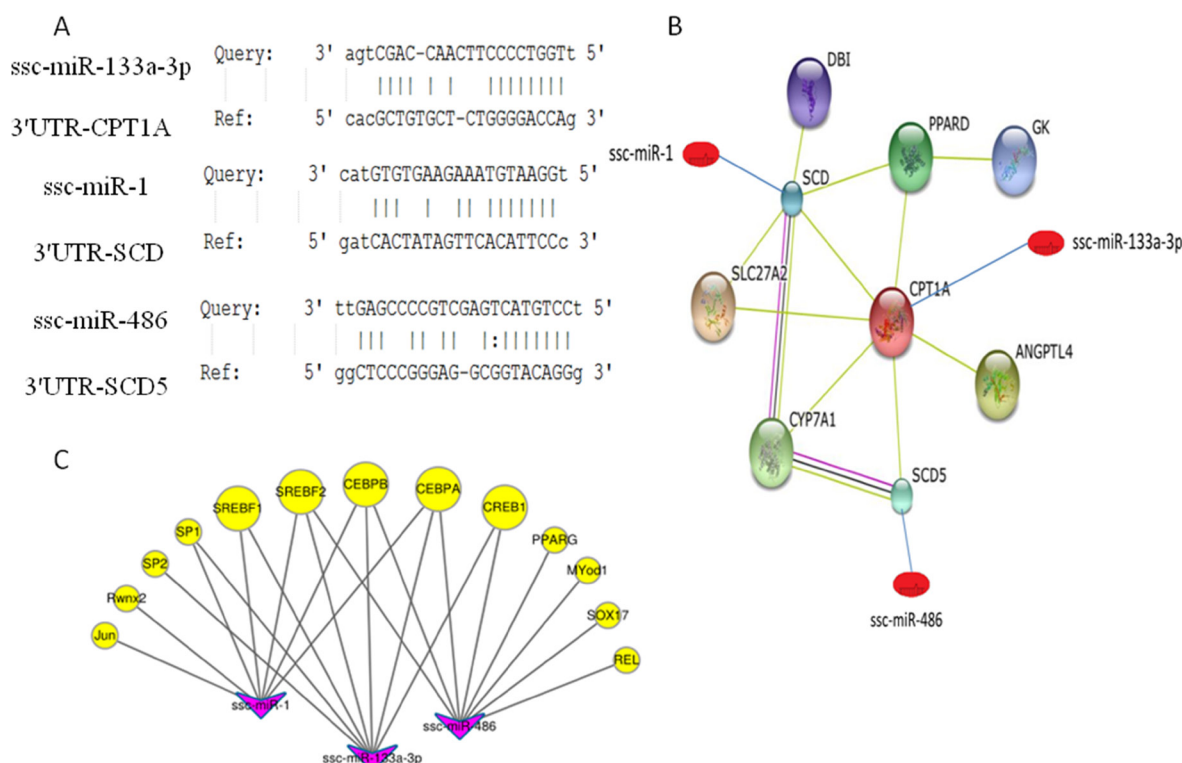 A
ssc-miR-133a-3p
Query: 3' agtCGAC-CAACTTCCCCTGGTt 5'
3'UTR-CPT1A
Ref: 5' cacGCTGTGCT-CTGGGGACCAg 3'
ssc-miR-1
Query: 3' catGTGTGAAGAAATGTAAGGt 5'
3'UTR-SCD
Ref: 5' gatCACTATAGTTCACATTCCc 3'
ssc-miR-486
Query: 3' ttGAGCCCCGTCGAGTCATGTCCt 5'
3'UTR-SCD5
Ref: 5' ggCTCCCGGGAG-GCGGTACAGGg 3'
B
DBI
PPARD
GK
ssc-miR-1
SCD
ssc-miR-133a-3p
SLC27A2
CPT1A
ANGPTL4
CYP7A1
SCD5
ssc-miR-486
C
SREBF1
SREBF2
CEBPB
CEBPA
CREB1
SP1
PPARG
SP2
MYod1
Rwnx2
SOX17
Jun
REL
ssc-miR-1
ssc-miR-486
ssc-miR-133a-3p